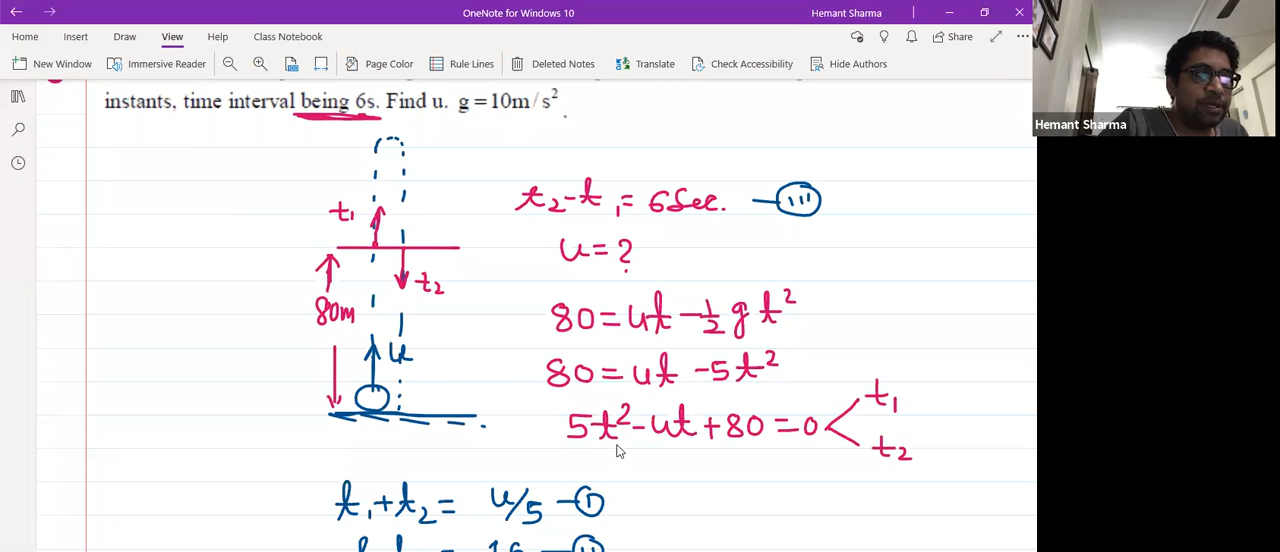 OneNote for Windows 10
Hemant Sharma
Home Insert Draw View Help Class Notebook
Share
New Window Immersive Reader Page Color Rule Lines Deleted Notes Translate Check Accessibility Hide Authors
instants, time interval being 6s. Find u. g = 10m/s²
.
Hemant Sharma
t₂ - t₁ = 6 Sec. — (III)
t₁
u = ?
t₂
80m
80 = ut - ½ g t²
u
80 = ut - 5t²
5t² - ut + 80 = 0 < t₁
t₂
t₁ + t₂ = u/5 — (I)
= 16 — (II)